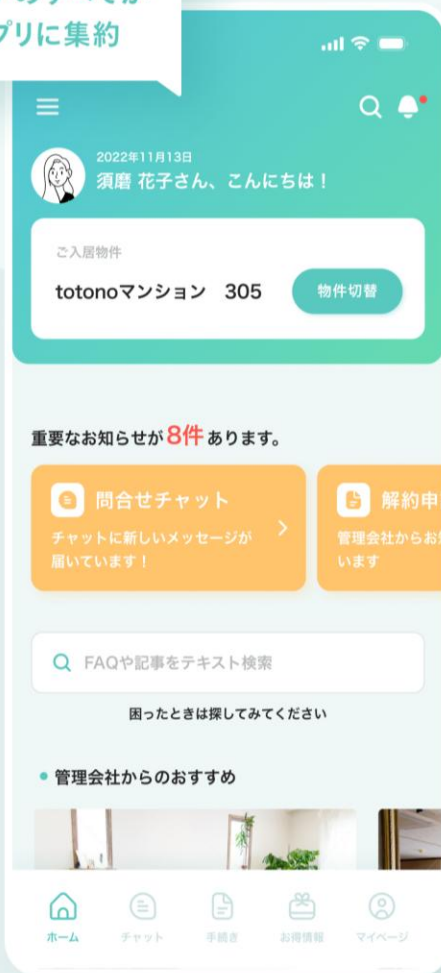 プリに集約
2022年11月13日
須磨 花子さん、こんにちは！
ご入居物件
totonoマンション 305
物件切替
重要なお知らせが8件あります。
問合せチャット
チャットに新しいメッセージが
届いています！
解約申
管理会社からお
います
FAQや記事をテキスト検索
困ったときは探してみてください
管理会社からのおすすめ
ホーム
チャット
手続き
お得情報
マイページ